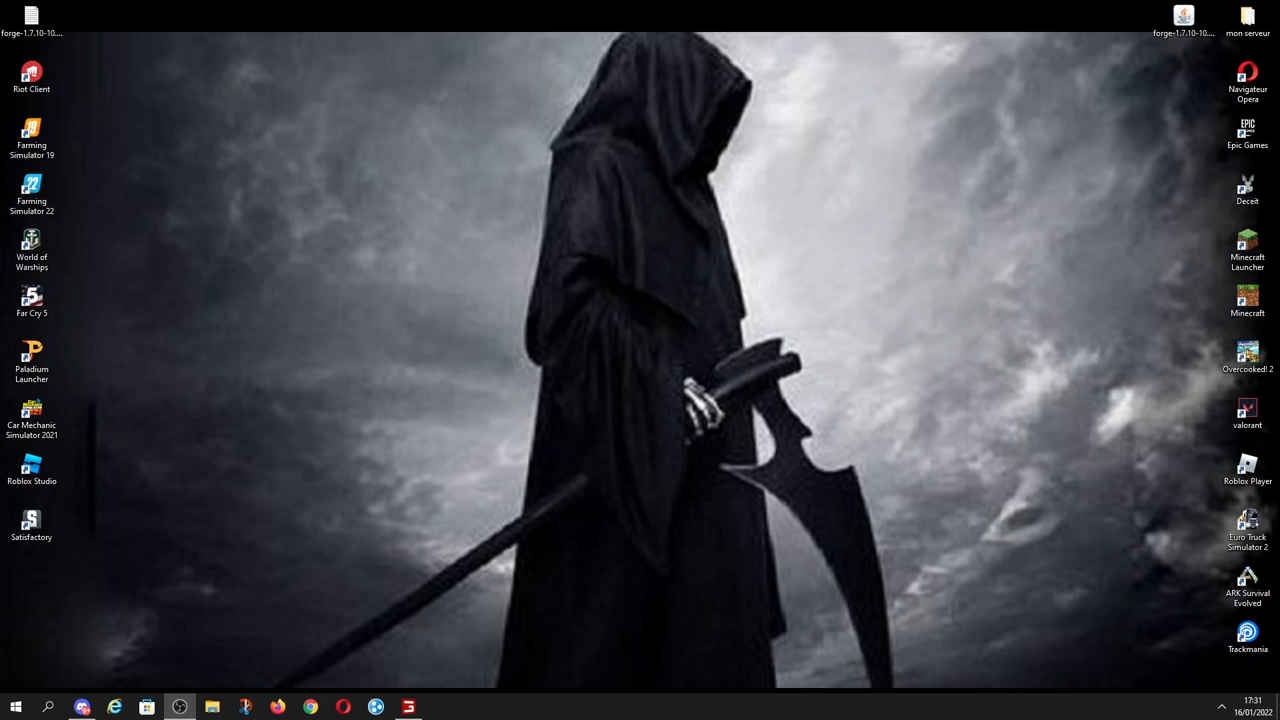 forge-1.7.10-10....
Riot Client
Farming
Simulator 19
Farming
Simulator 22
World of
Warships
Far Cry 5
Paladium
Launcher
Car Mechanic
Simulator 2021
Roblox Studio
Satisfactory
forge-1.7.10-10....
mon serveur
Navigateur
Opera
EPIC
Epic Games
Deceit
Minecraft
Launcher
Minecraft
Overcooked! 2
valorant
Roblox Player
Euro Truck
Simulator 2
ARK Survival
Evolved
Trackmania
17:31
16/01/2022